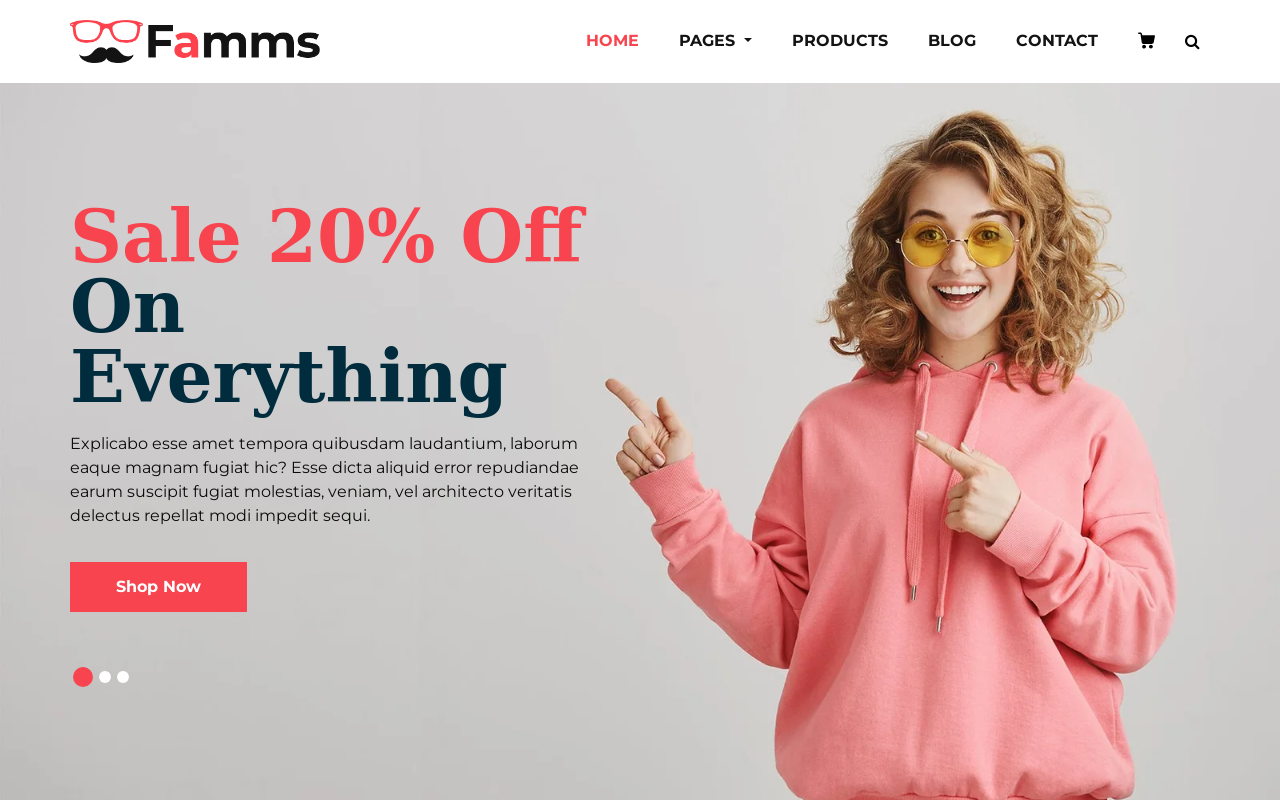 Famms
HOME PAGES PRODUCTS BLOG CONTACT
Sale 20% Off
On
Everything
Explicabo esse amet tempora quibusdam laudantium, laborum
eaque magnam fugiat hic? Esse dicta aliquid error repudiandae
earum suscipit fugiat molestias, veniam, vel architecto veritatis
delectus repellat modi impedit sequi.
Shop Now